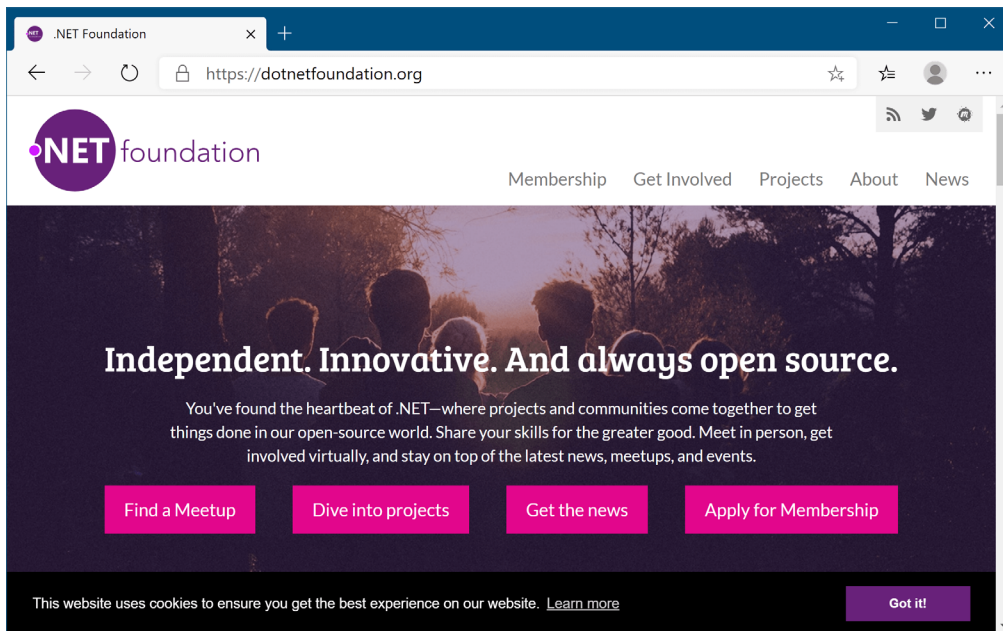 .NET Foundation
https://dotnetfoundation.org
.NET foundation
Membership Get Involved Projects About News
Independent. Innovative. And always open source.
You've found the heartbeat of .NET—where projects and communities come together to get
things done in our open-source world. Share your skills for the greater good. Meet in person, get
involved virtually, and stay on top of the latest news, meetups, and events.
Find a Meetup Dive into projects Get the news Apply for Membership
This website uses cookies to ensure you get the best experience on our website. Learn more Got it!